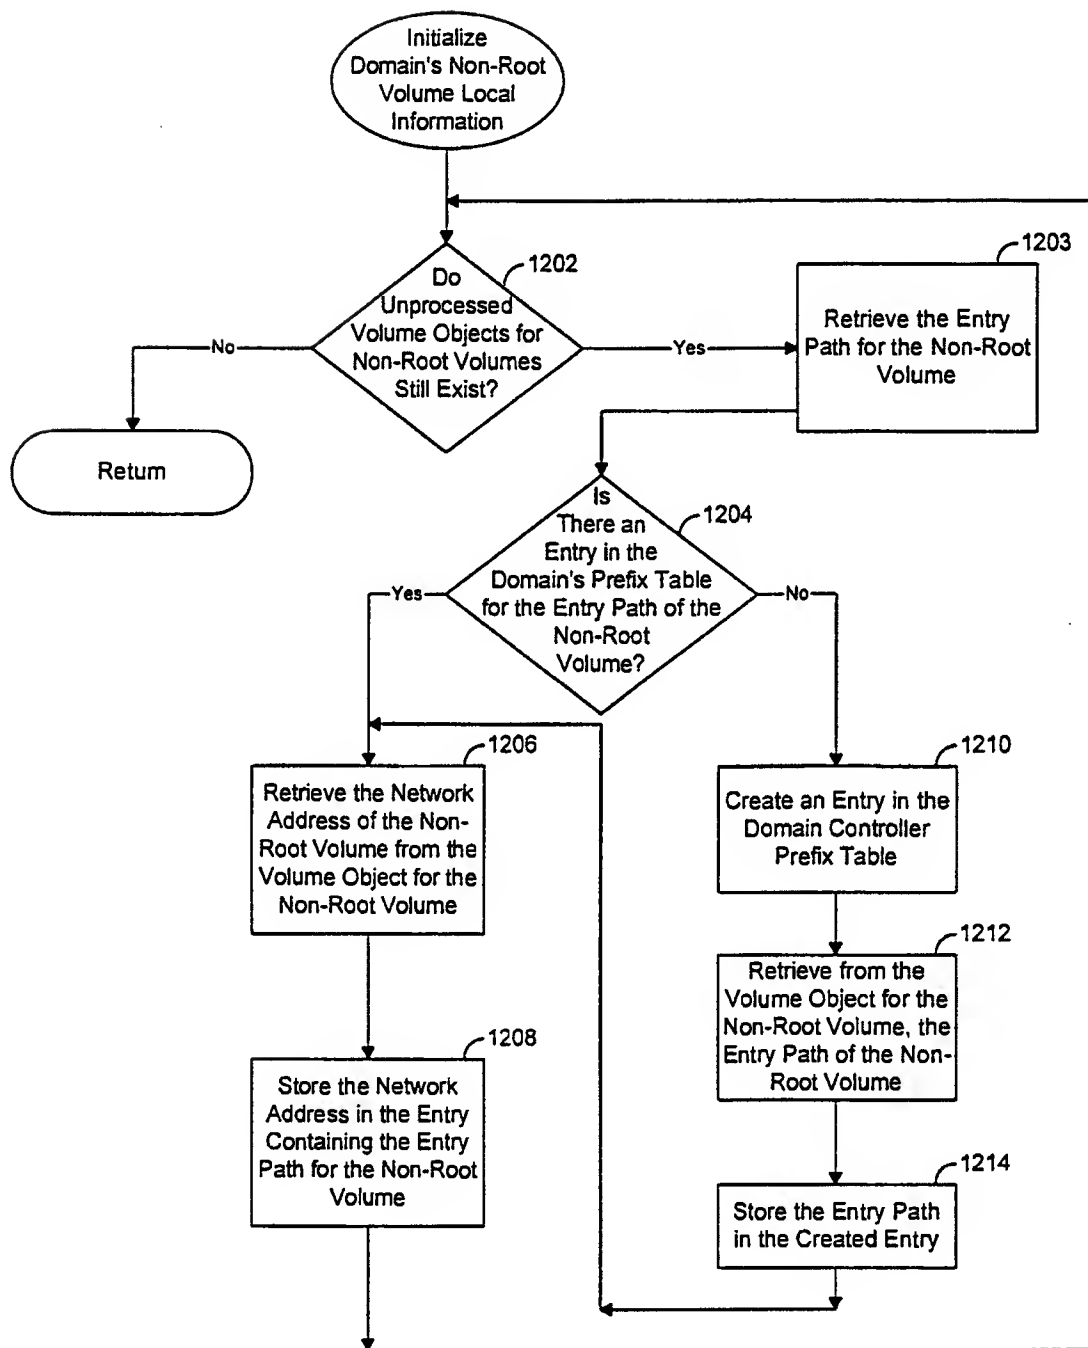 Initialize
Domain's Non-Root
Volume Local
Information
1202
Do
Unprocessed
Volume Objects for
Non-Root Volumes
Still Exist?
No
Yes
1203
Retrieve the Entry
Path for the Non-Root
Volume
Return
1204
Is
There an
Entry in the
Domain's Prefix Table
for the Entry Path of the
Non-Root
Volume?
Yes
No
1206
Retrieve the Network
Address of the Non-
Root Volume from the
Volume Object for the
Non-Root Volume
1210
Create an Entry in the
Domain Controller
Prefix Table
1212
Retrieve from the
Volume Object for the
Non-Root Volume, the
Entry Path of the Non-
Root Volume
1208
Store the Network
Address in the Entry
Containing the Entry
Path for the Non-Root
Volume
1214
Store the Entry Path
in the Created Entry